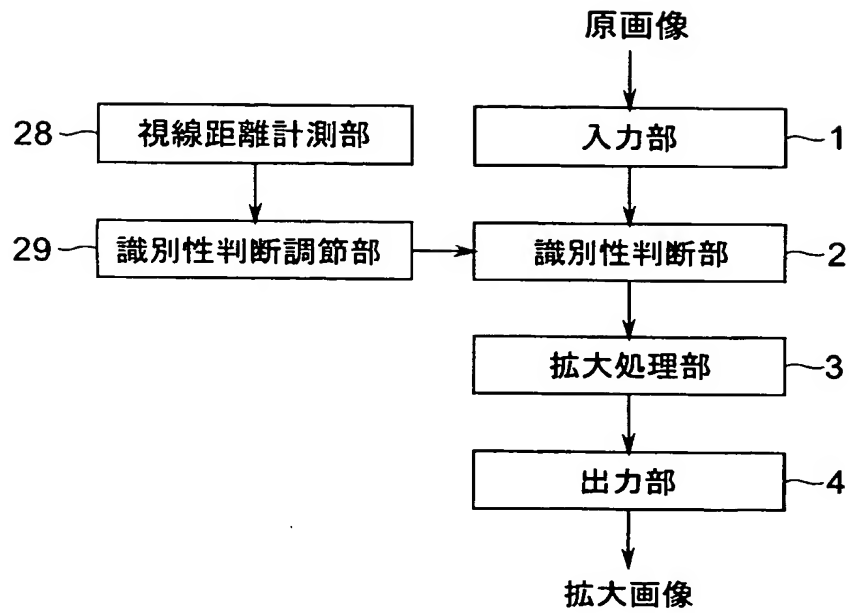 原画像
28 視線距離計測部 入力部 1
29 識別性判断調節部 識別性判断部 2
拡大処理部 3
出力部 4
拡大画像